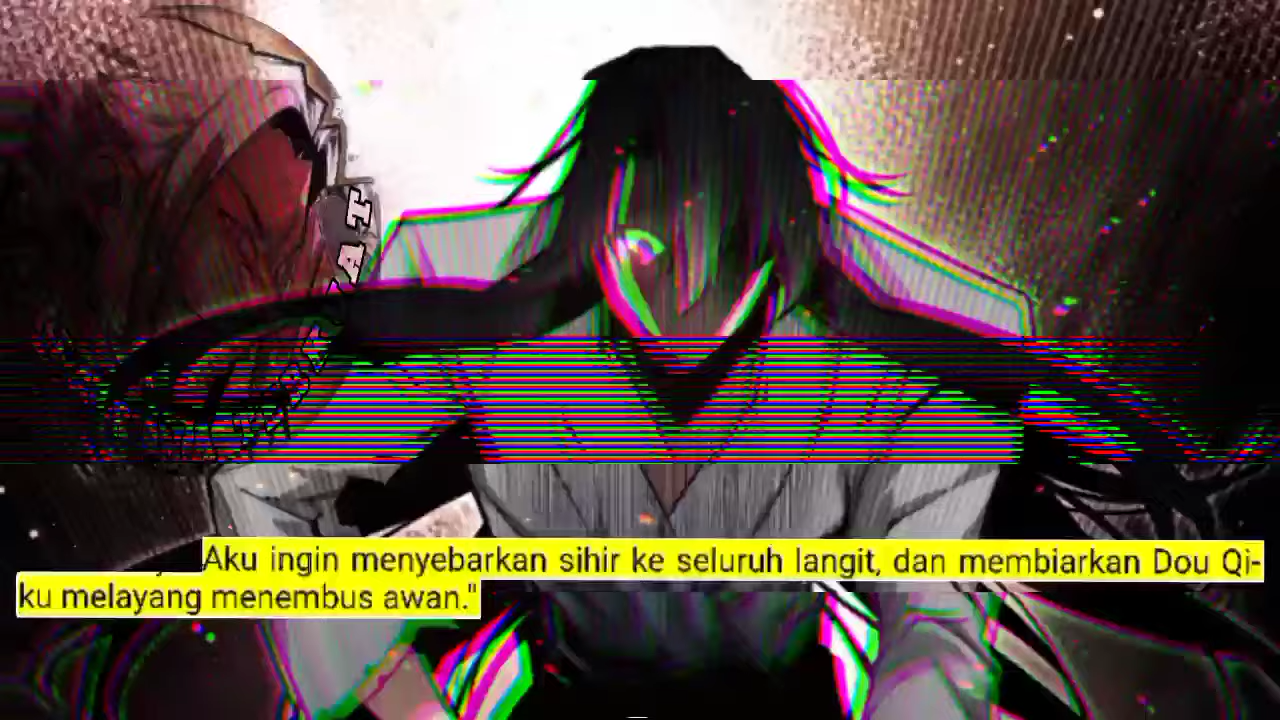 Aku ingin menyebarkan sihir ke seluruh langit, dan membiarkan Dou Qi-
ku melayang menembus awan."